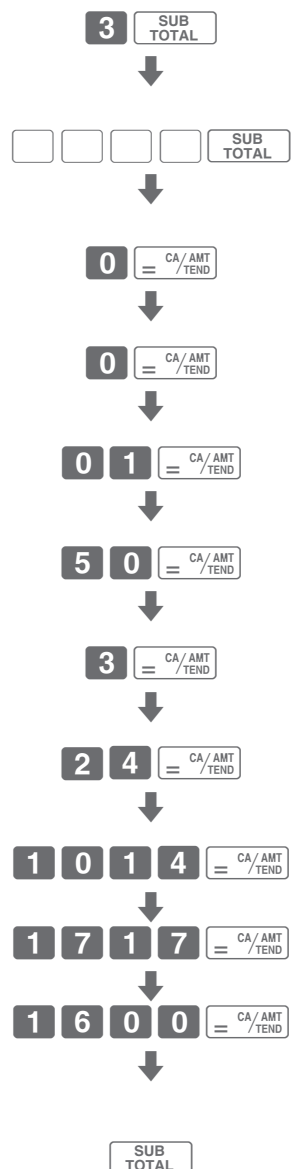 3 SUB TOTAL
SUB TOTAL
0 = CA/AMT/TEND
0 = CA/AMT/TEND
0 1 = CA/AMT/TEND
5 0 = CA/AMT/TEND
3 = CA/AMT/TEND
2 4 = CA/AMT/TEND
1 0 1 4 = CA/AMT/TEND
1 7 1 7 = CA/AMT/TEND
1 6 0 0 = CA/AMT/TEND
SUB TOTAL